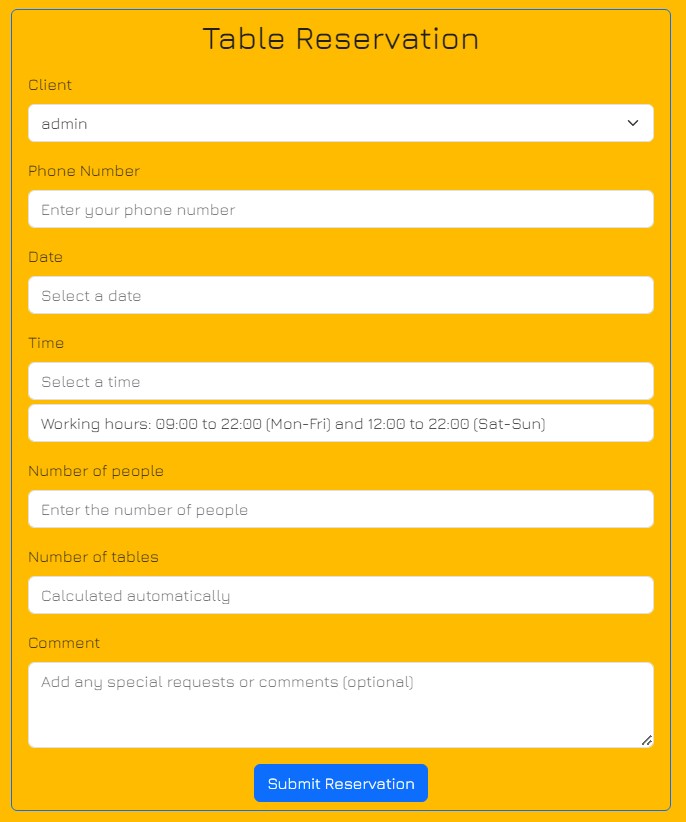 Table Reservation
Client
admin
Phone Number
Enter your phone number
Date
Select a date
Time
Select a time
Working hours: 09:00 to 22:00 (Mon-Fri) and 12:00 to 22:00 (Sat-Sun)
Number of people
Enter the number of people
Number of tables
Calculated automatically
Comment
Add any special requests or comments (optional)
Submit Reservation